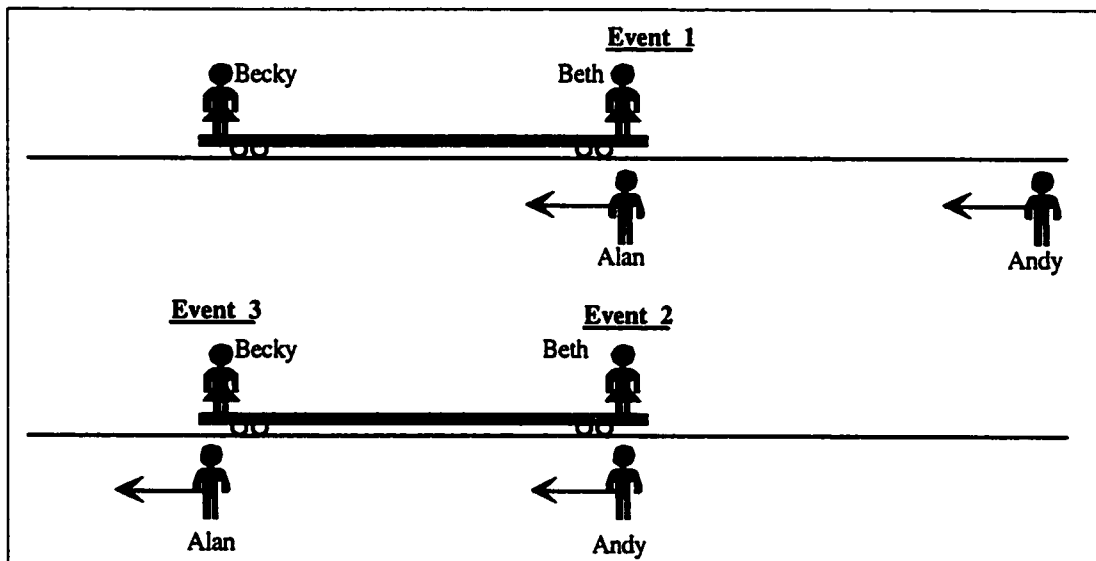 Event 1
Becky Beth
Alan Andy
Event 3 Event 2
Becky Beth
Alan Andy